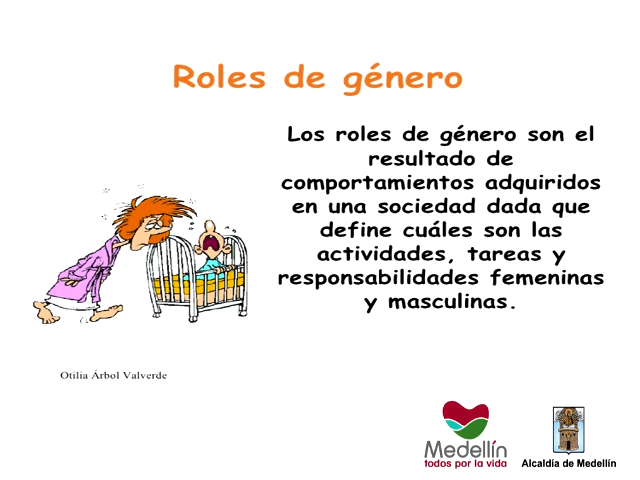 Roles de género
Los roles de género son el
resultado de
comportamientos adquiridos
en una sociedad dada que
define cuáles son las
actividades, tareas y
responsabilidades femeninas
y masculinas.
Otilia Árbol Valverde
Medellín
todos por la vida
Alcaldía de Medellín